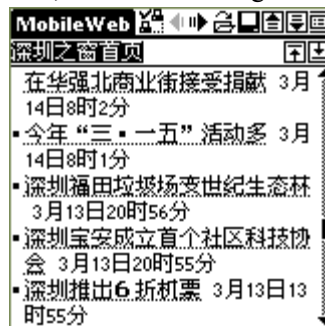 MobileWeb
深圳之窗首页
在华强北商业街接受捐献 3月
14日8时2分
▪今年“三▪一五”活动多 3月
14日8时1分
▪深圳福田垃圾场变世纪生态林
3月13日20时56分
▪深圳宝安成立首个社区科技协
会 3月13日20时55分
▪深圳推出6折机票 3月13日13
时55分